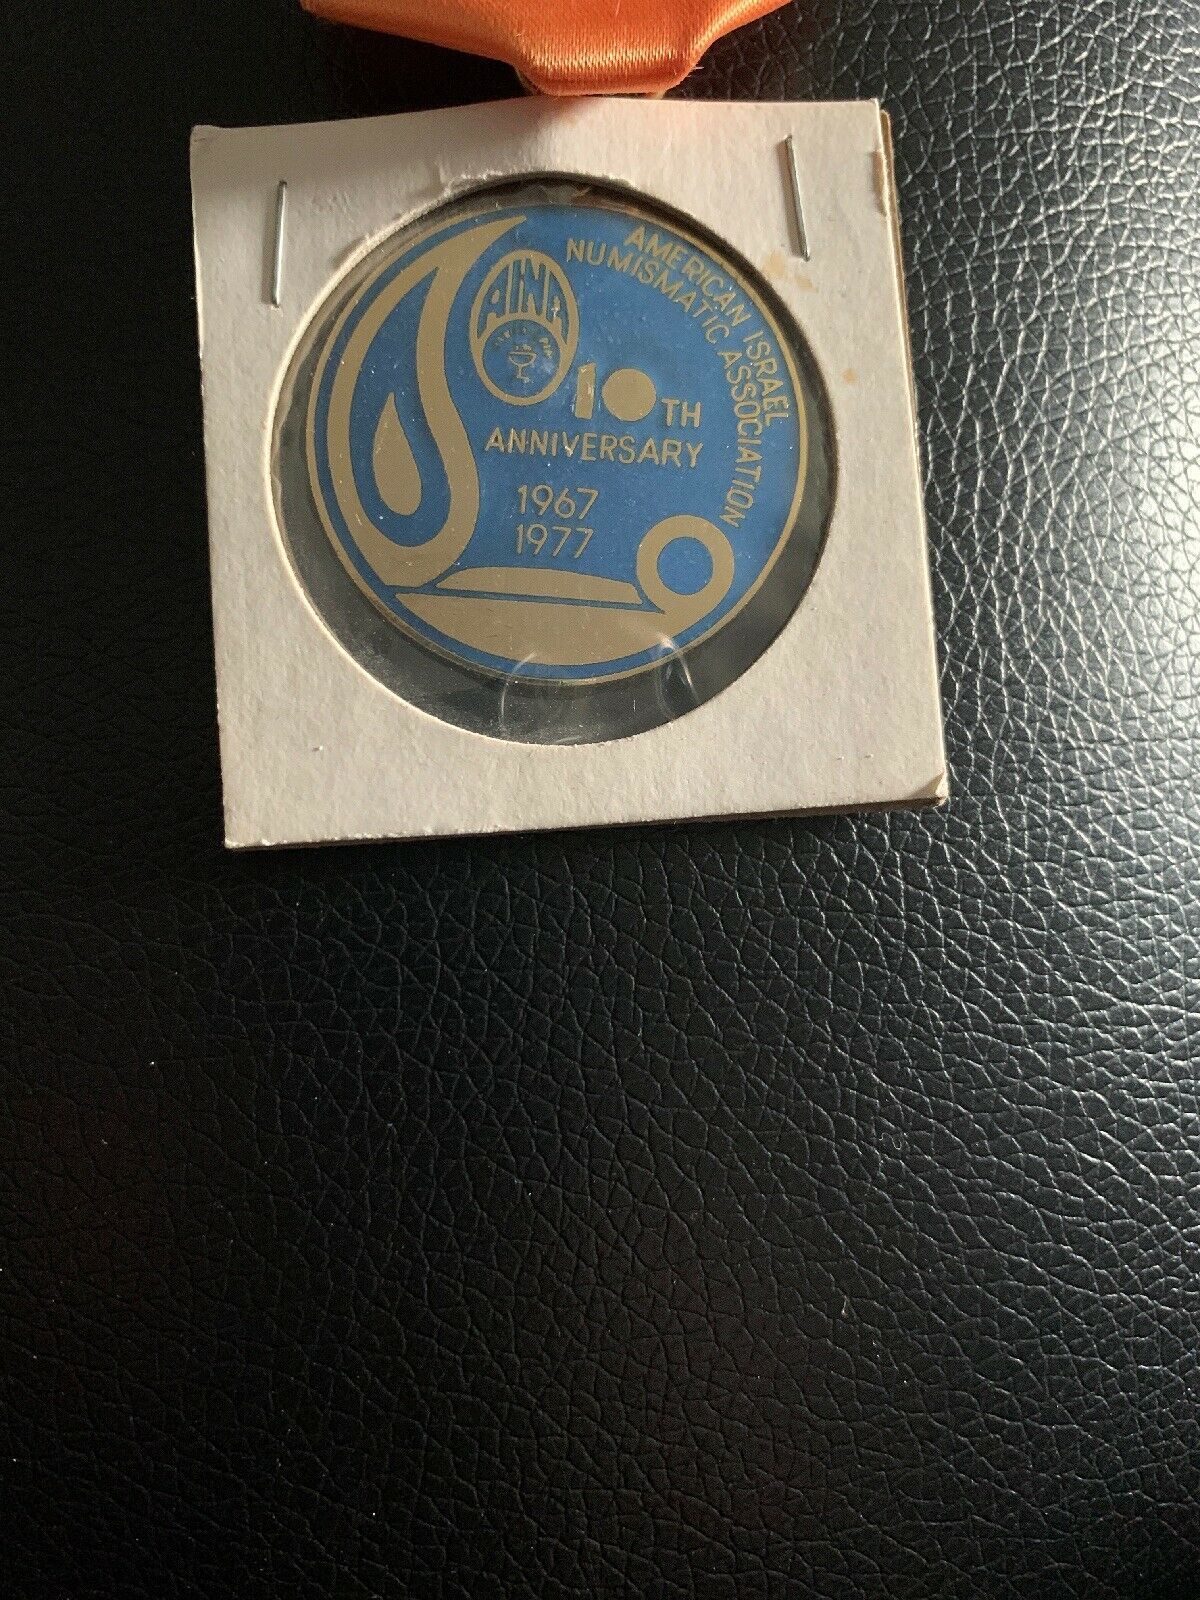 AMERICAN ISRAEL
NUMISMATIC ASSOCIATION
AINA
10TH
ANNIVERSARY
1967
1977